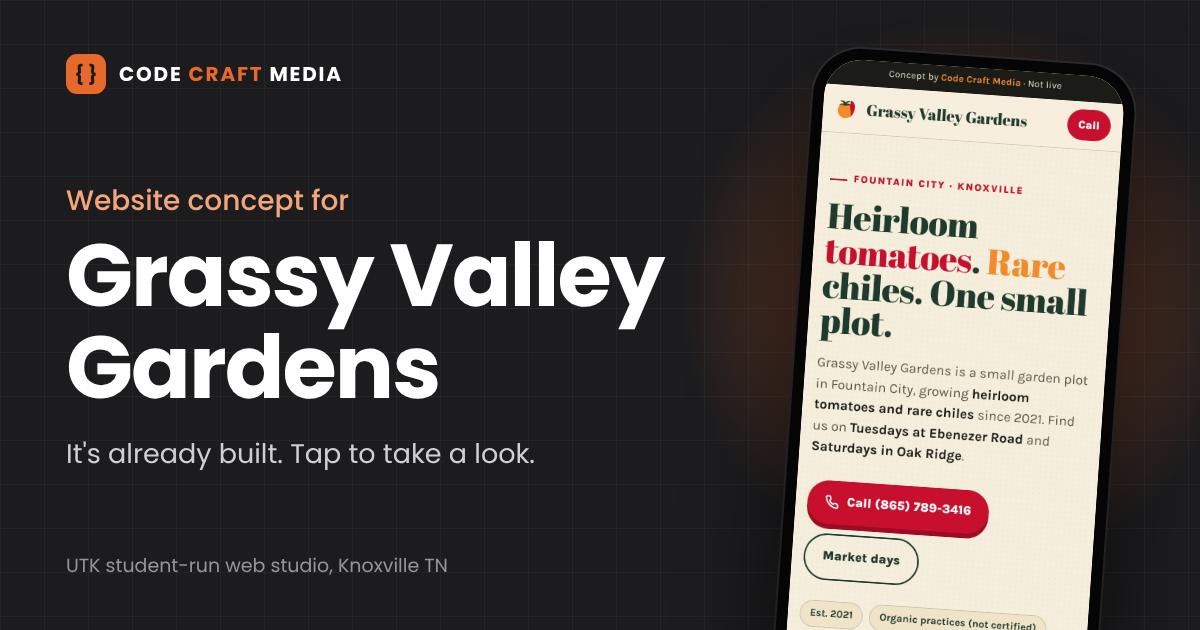 { } CODE CRAFT MEDIA
Website concept for
Grassy Valley
Gardens
It's already built. Tap to take a look.
UTK student-run web studio, Knoxville TN
Concept by Code Craft Media · Not live
Grassy Valley Gardens
Call
FOUNTAIN CITY · KNOXVILLE
Heirloom
tomatoes. Rare
chiles. One small
plot.
Grassy Valley Gardens is a small garden plot
in Fountain City, growing heirloom
tomatoes and rare chiles since 2021. Find
us on Tuesdays at Ebenezer Road and
Saturdays in Oak Ridge.
Call (865) 789-3416
Market days
Est. 2021
Organic practices (not certified)